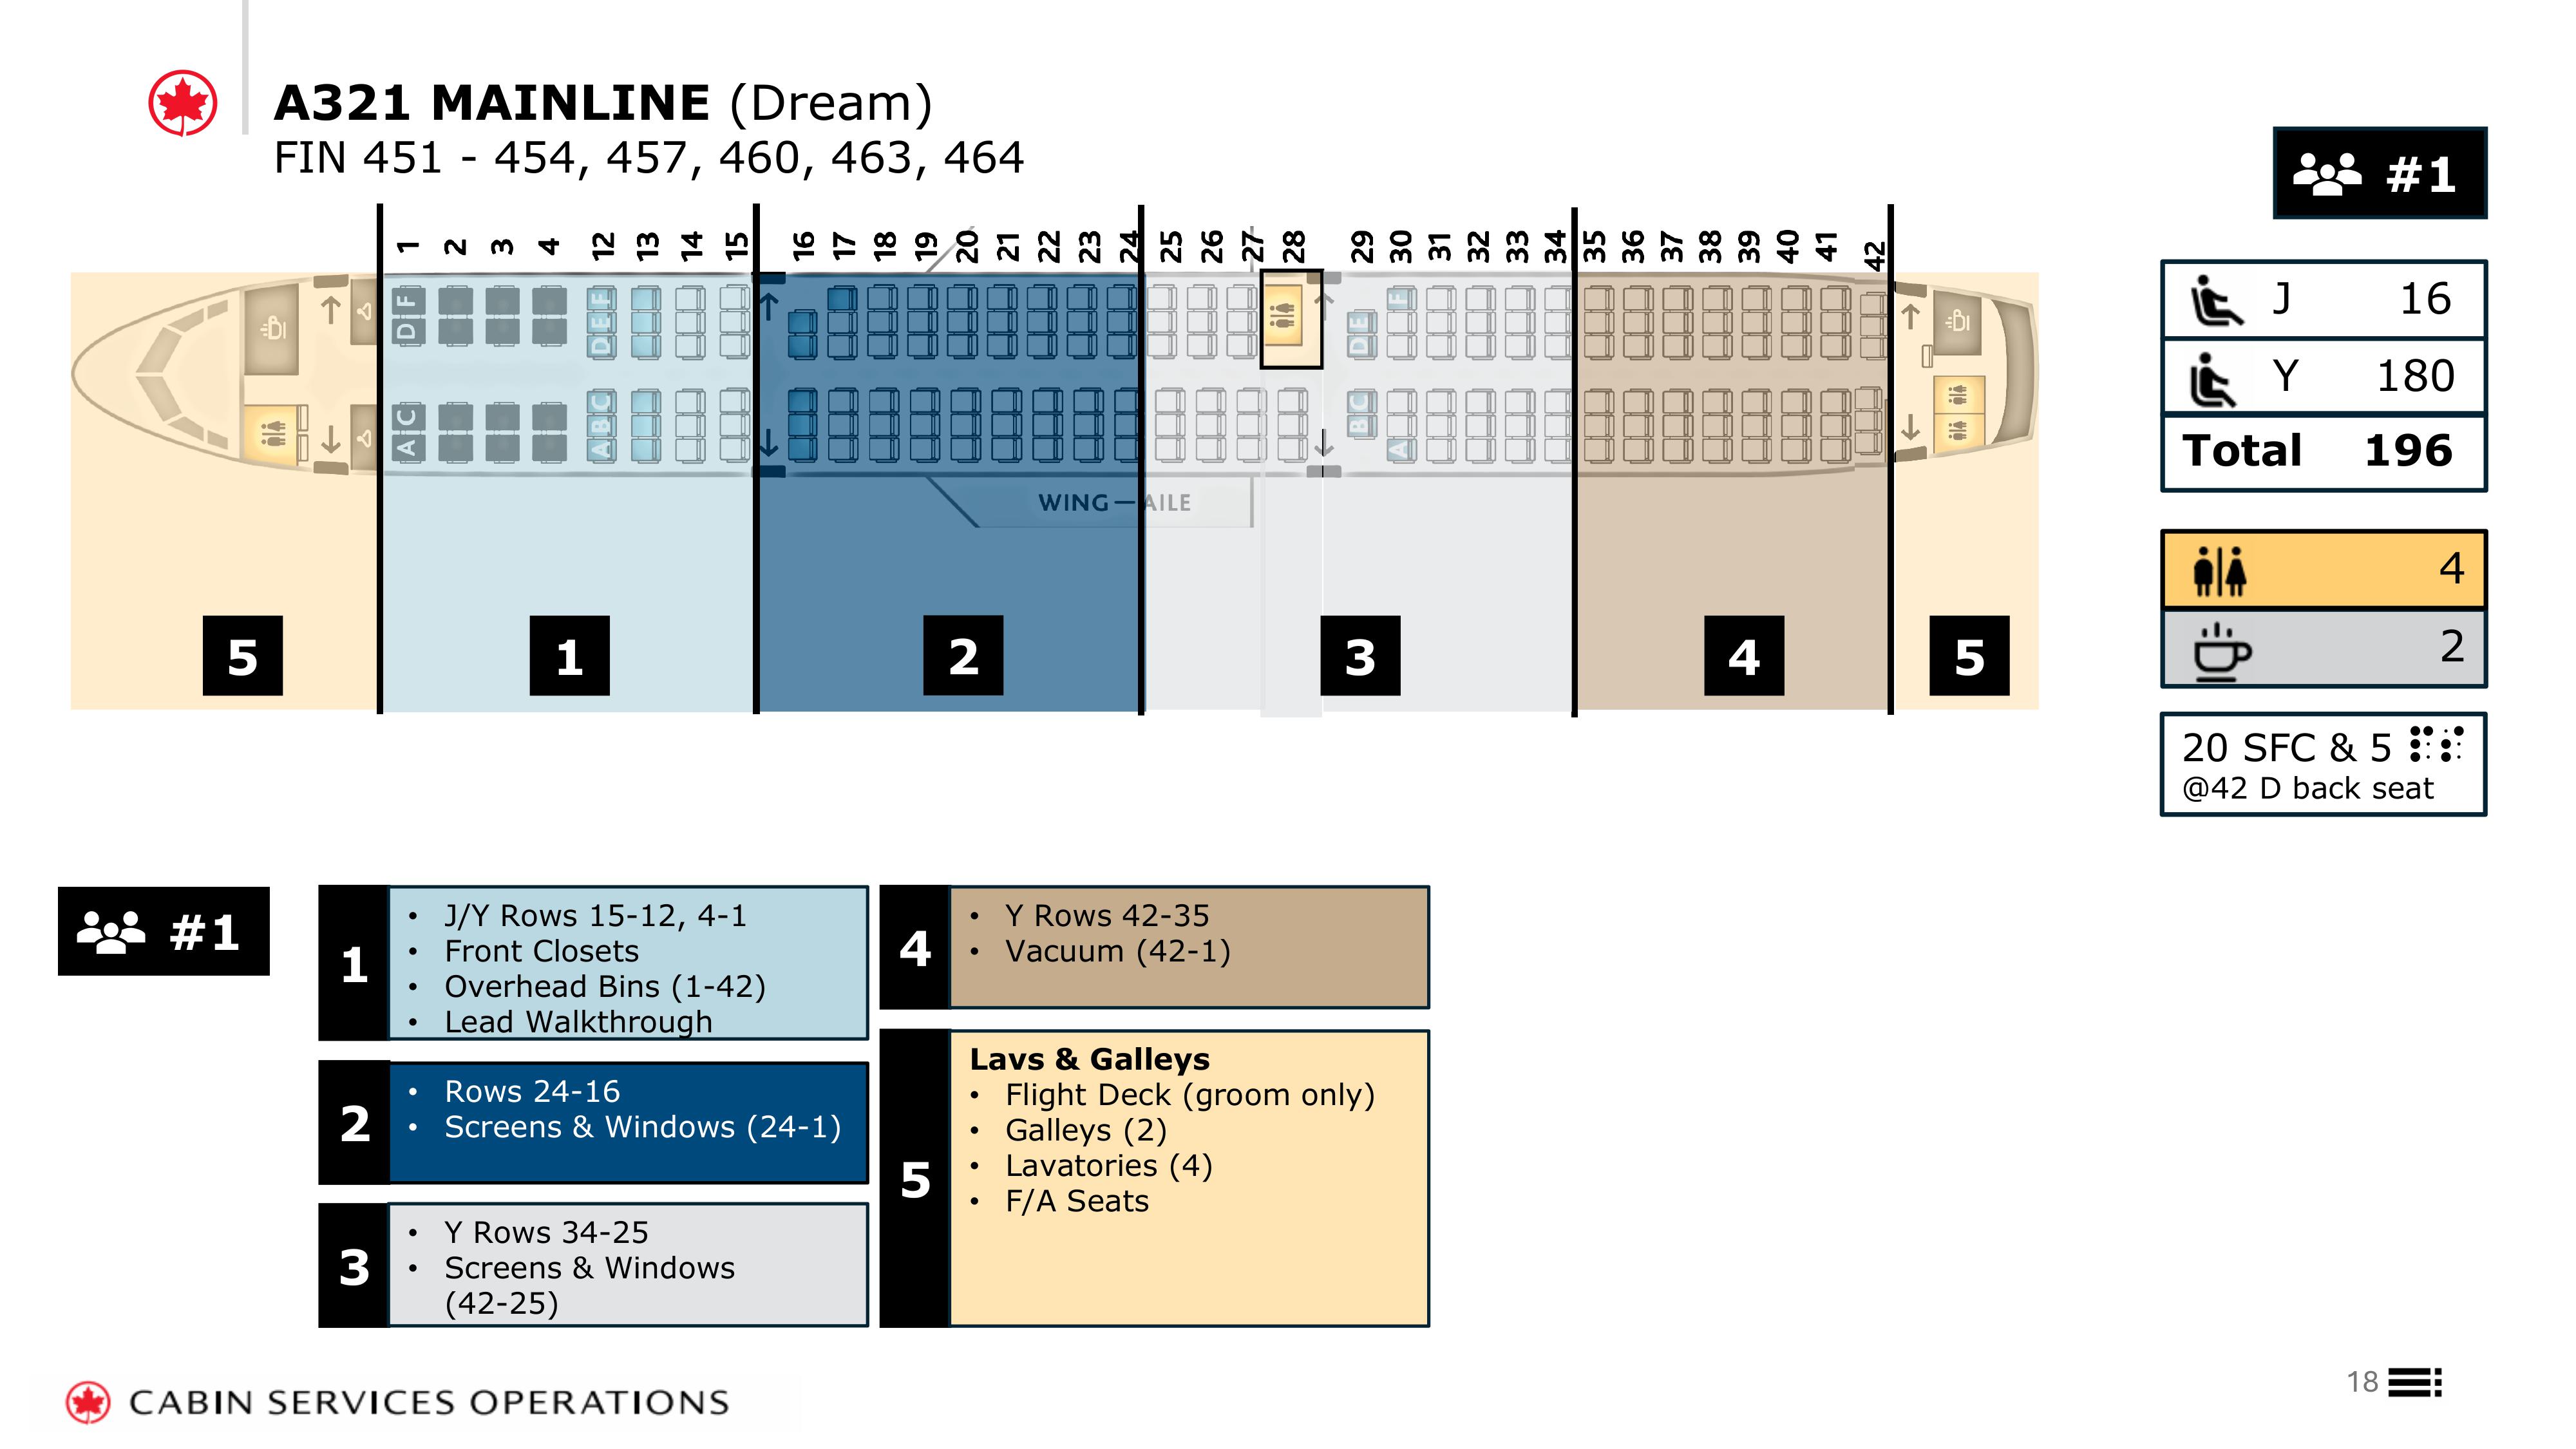 A321 MAINLINE (Dream)
FIN 451 - 454, 457, 460, 463, 464
#1
1 2 3 4 12 13 14 15 16 17 18 19 20 21 22 23 24 25 26 27 28 29 30 31 32 33 34 35 36 37 38 39 40 41 42
D F
D E F
D E
F
A C
A B C
B C
A
WING — AILE
5
1
2
3
4
5
J 16
Y 180
Total 196
4
2
20 SFC & 5 ⠏⠎
@42 D back seat
#1
1
• J/Y Rows 15-12, 4-1
• Front Closets
• Overhead Bins (1-42)
• Lead Walkthrough
2
• Rows 24-16
• Screens & Windows (24-1)
3
• Y Rows 34-25
• Screens & Windows
(42-25)
4
• Y Rows 42-35
• Vacuum (42-1)
5
Lavs & Galleys
• Flight Deck (groom only)
• Galleys (2)
• Lavatories (4)
• F/A Seats
CABIN SERVICES OPERATIONS
18